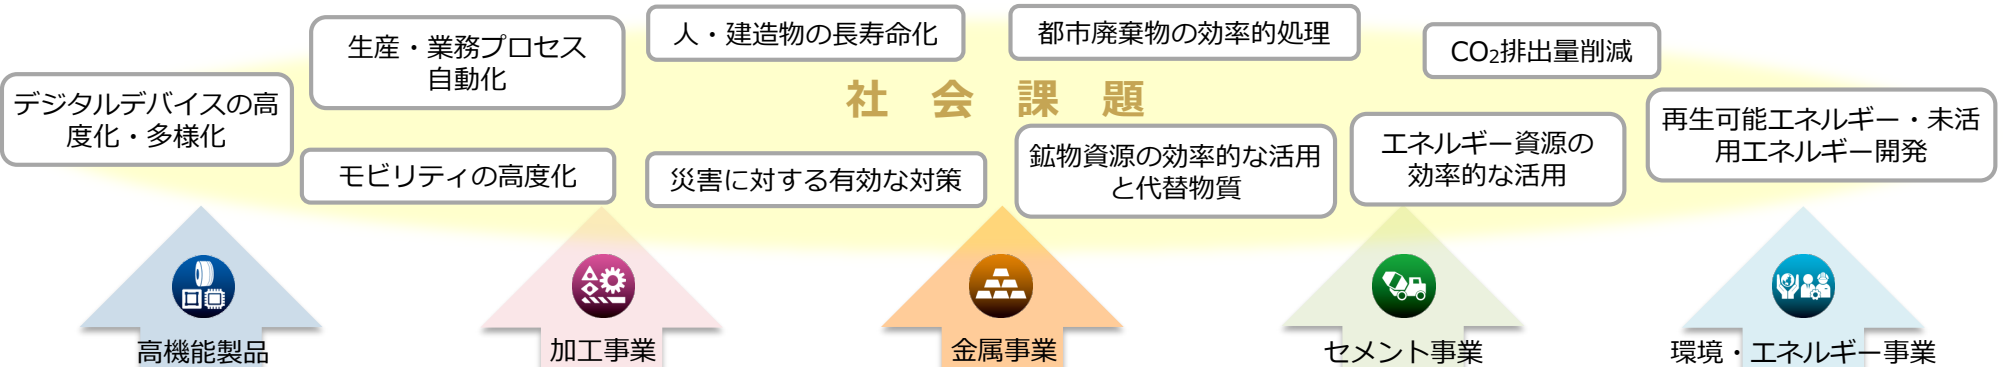 人・建造物の長寿命化
都市廃棄物の効率的処理
生産・業務プロセス
自動化
CO₂排出量削減
社会課題
デジタルデバイスの高
度化・多様化
再生可能エネルギー・未活
用エネルギー開発
モビリティの高度化
災害に対する有効な対策
鉱物資源の効率的な活用
と代替物質
エネルギー資源の
効率的な活用
高機能製品
加工事業
金属事業
セメント事業
環境・エネルギー事業